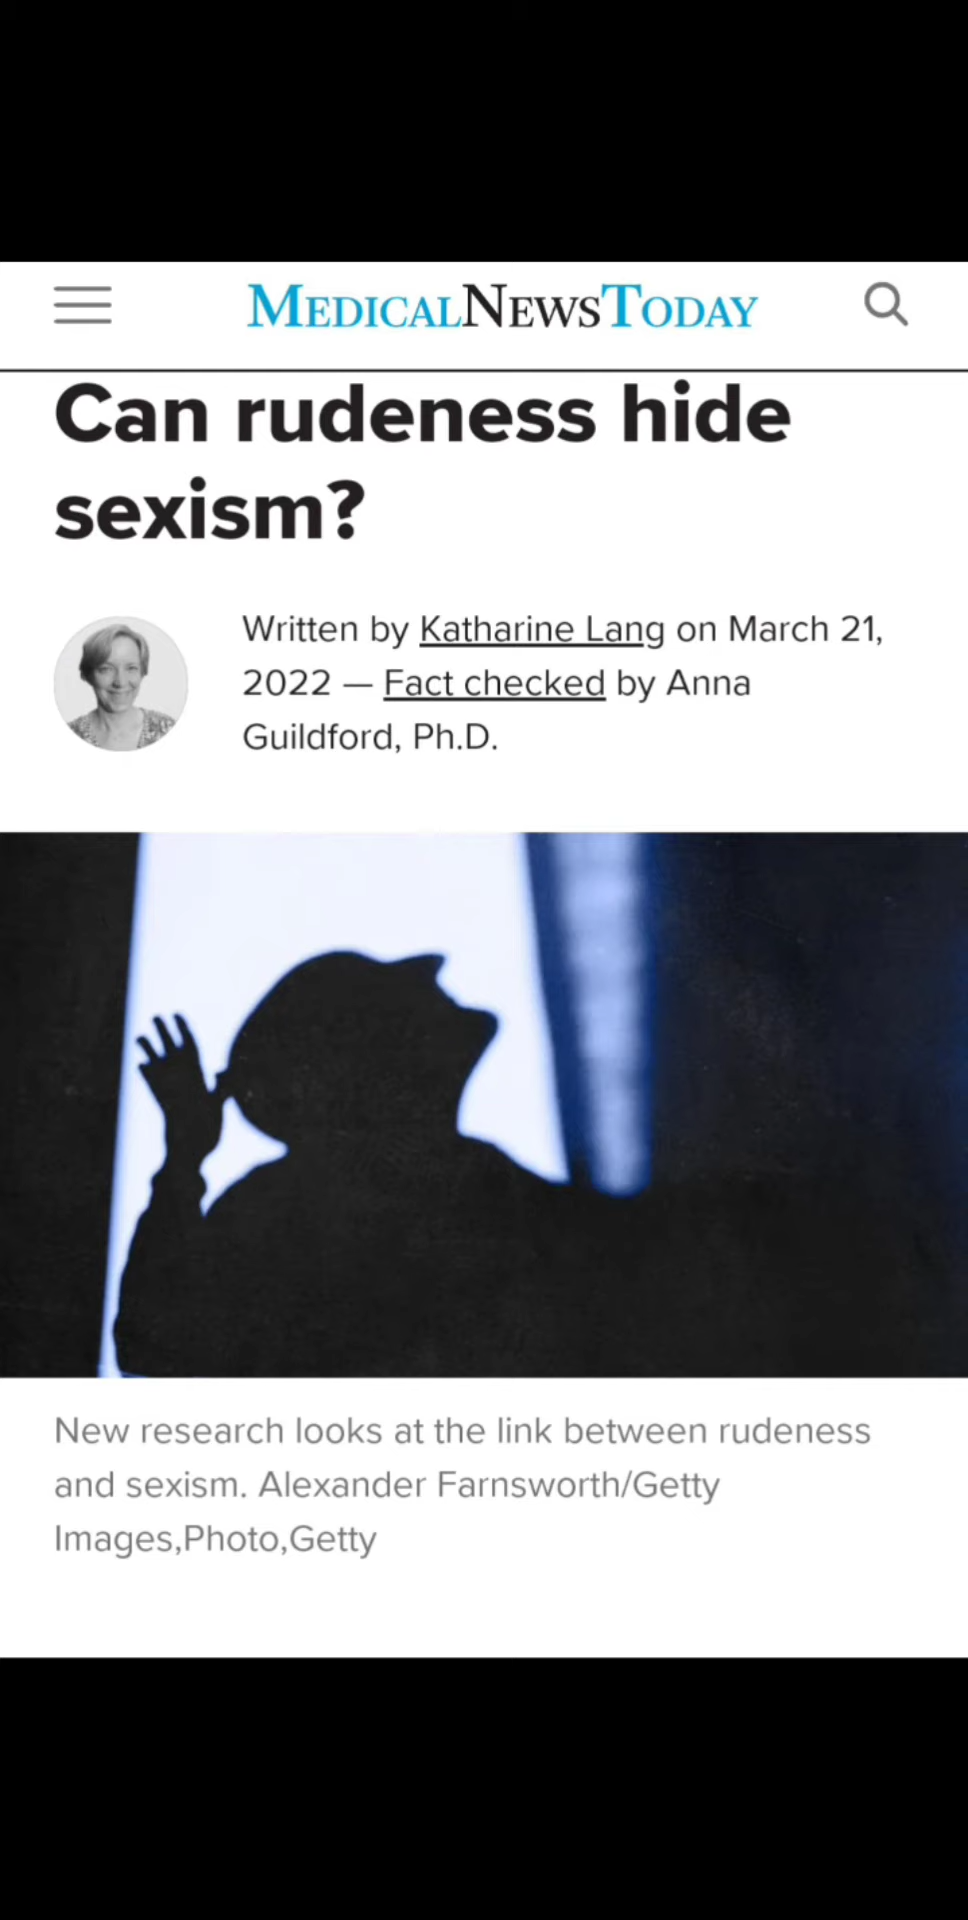 MEDICALNEWSTODAY
Can rudeness hide
sexism?
Written by Katharine Lang on March 21,
2022 — Fact checked by Anna
Guildford, Ph.D.
New research looks at the link between rudeness
and sexism. Alexander Farnsworth/Getty
Images,Photo,Getty